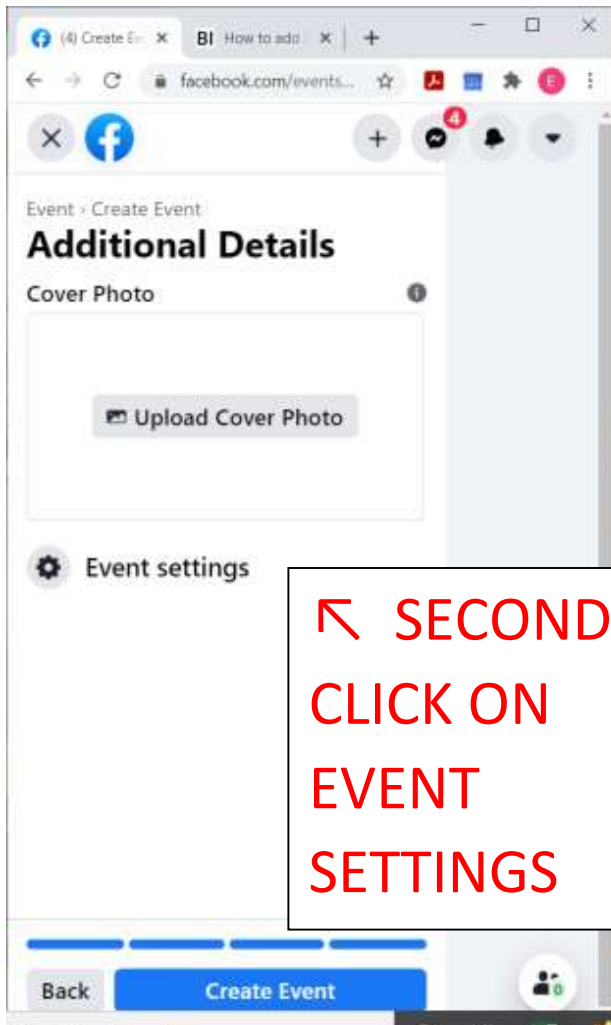 (4) Create E
BI How to add
facebook.com/events...
E
4
Event › Create Event
Additional Details
Cover Photo
Upload Cover Photo
Event settings
↖ SECOND
CLICK ON
EVENT
SETTINGS
Back
Create Event
0